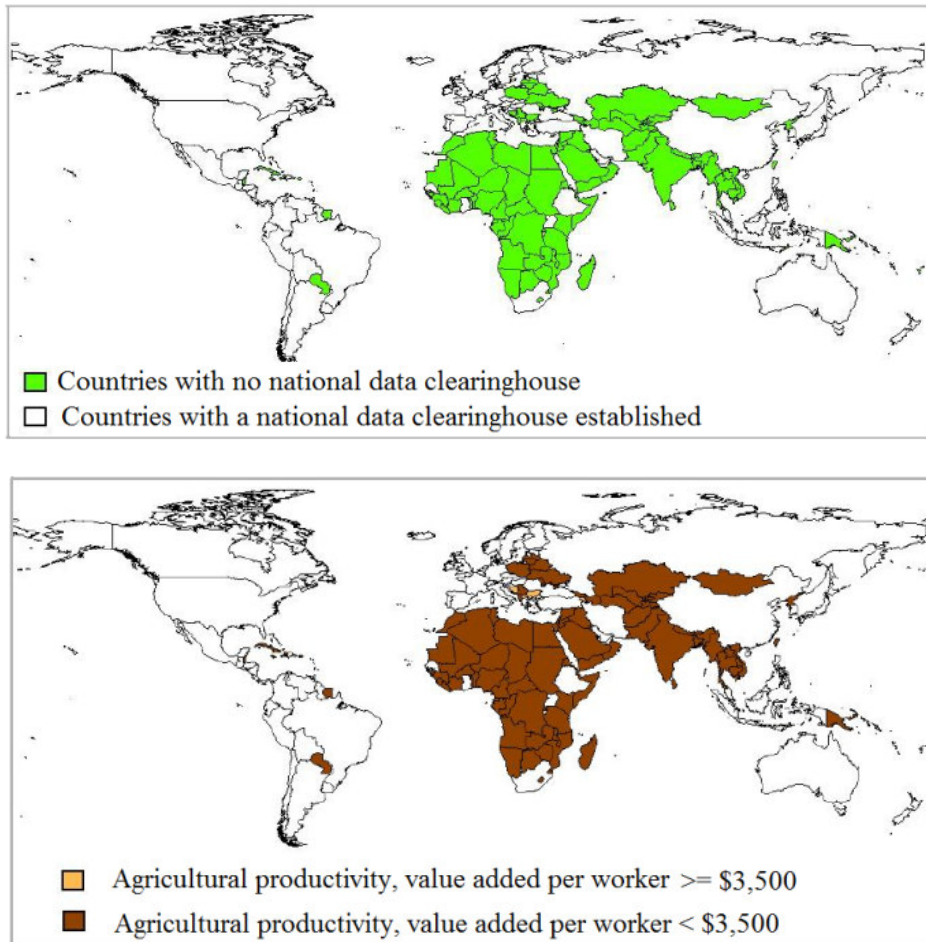 Countries with no national data clearinghouse
Countries with a national data clearinghouse established
Agricultural productivity, value added per worker >= $3,500
Agricultural productivity, value added per worker < $3,500